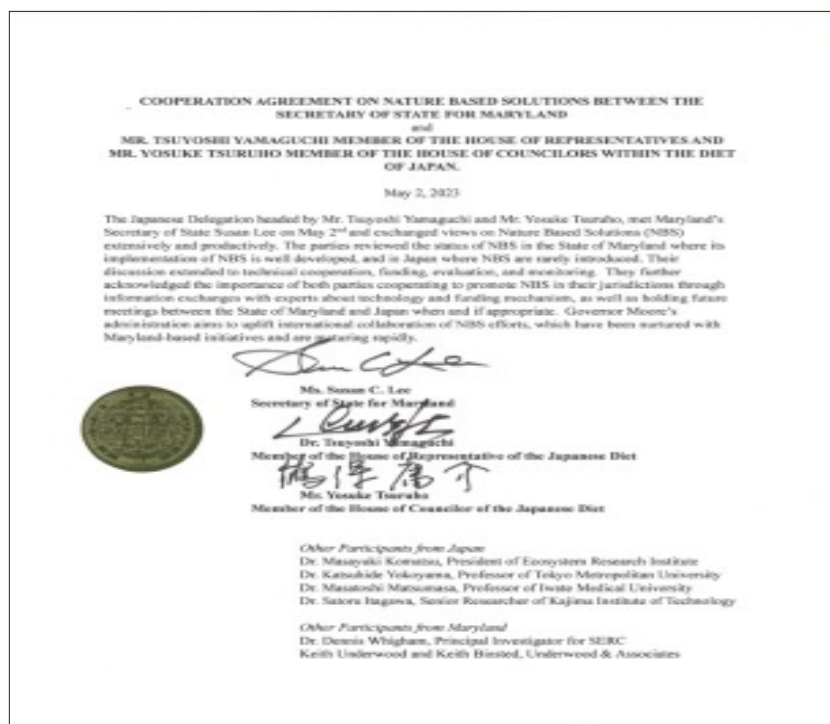 COOPERATION AGREEMENT ON NATURE BASED SOLUTIONS BETWEEN THE
SECRETARY OF STATE FOR MARYLAND
and
MR. TSUYOSHI YAMAGUCHI MEMBER OF THE HOUSE OF REPRESENTATIVES AND
MR. YOSUKE TSURUHO MEMBER OF THE HOUSE OF COUNCILORS WITHIN THE DIET
OF JAPAN.
May 2, 2023
The Japanese Delegation headed by Mr. Tsuyoshi Yamaguchi and Mr. Yosuke Tsuruho, met Maryland's
Secretary of State Susan Lee on May 2nd and exchanged views on Nature Based Solutions (NBS)
extensively and productively. The parties reviewed the status of NBS in the State of Maryland where its
implementation of NBS is well developed, and in Japan where NBS are rarely introduced. Their
discussion extended to technical cooperation, funding, evaluation, and monitoring. They further
acknowledged the importance of both parties cooperating to promote NBS in their jurisdictions through
information exchanges with experts about technology and funding mechanism, as well as holding future
meetings between the State of Maryland and Japan when and if appropriate. Governor Moore's
administration aims to uplift international collaboration of NBS efforts, which have been nurtured with
Maryland-based initiatives and are maturing rapidly.
Ms. Susan C. Lee
Secretary of State for Maryland
Dr. Tsuyoshi Yamaguchi
Member of the House of Representative of the Japanese Diet
Mr. Yosuke Tsuruho
Member of the House of Councilor of the Japanese Diet
Other Participants from Japan
Dr. Masayuki Komatsu, President of Ecosystem Research Institute
Dr. Katsuhide Yokoyama, Professor of Tokyo Metropolitan University
Dr. Masatoshi Matsumasa, Professor of Iwate Medical University
Dr. Satoru Itagawa, Senior Researcher of Kajima Institute of Technology
Other Participants from Maryland
Dr. Dennis Whigham, Principal Investigator for SERC
Keith Underwood and Keith Binsted, Underwood & Associates